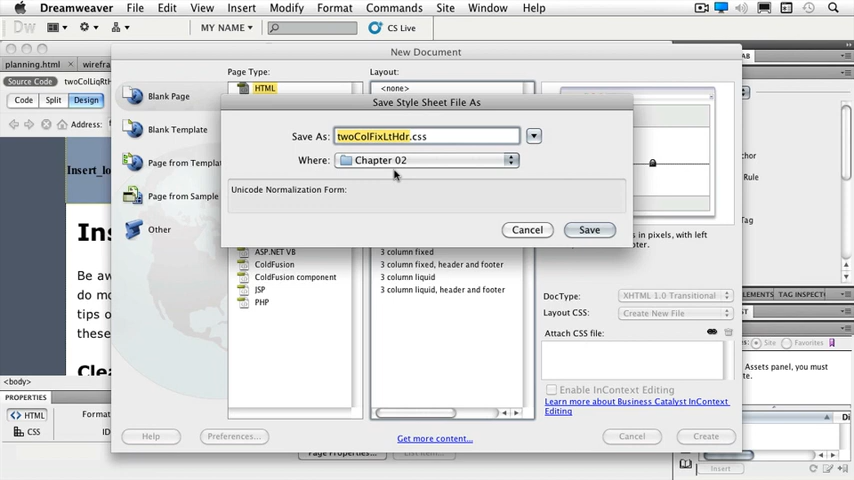 Dreamweaver File Edit View Insert Modify Format Commands Site Window Help
Dw MY NAME CS Live
planning.html
Source Code
Code Split Design
Address:
New Document
Page Type: Layout:
Blank Page
Blank Template
Page from Templa
Page from Sample
Other
HTML
<none>
Save Style Sheet File As
Save As: twoColFixLtHdr.css
Where: Chapter 02
Unicode Normalization Form:
Cancel Save
ASP.NET VB
ColdFusion
ColdFusion component
JSP
PHP
3 column fixed
3 column fixed, header and footer
3 column liquid
3 column liquid, header and footer
s in pixels, with left
oter.
DocType: XHTML 1.0 Transitional
Layout CSS: Create New File
Attach CSS file:
Enable InContext Editing
Learn more about Business Catalyst InContext
Editing
Help Preferences... Get more content... Cancel Create
Insert_lo
Ins
Be aw
do mo
tips o
these
Clea
<body>
PROPERTIES
HTML Format
CSS ID
Page Properties...
AB
Rule
Tag
ELEMENTS TAG INSPECT
ST
Site Favorites
Assets panel, you must
te.
Insert